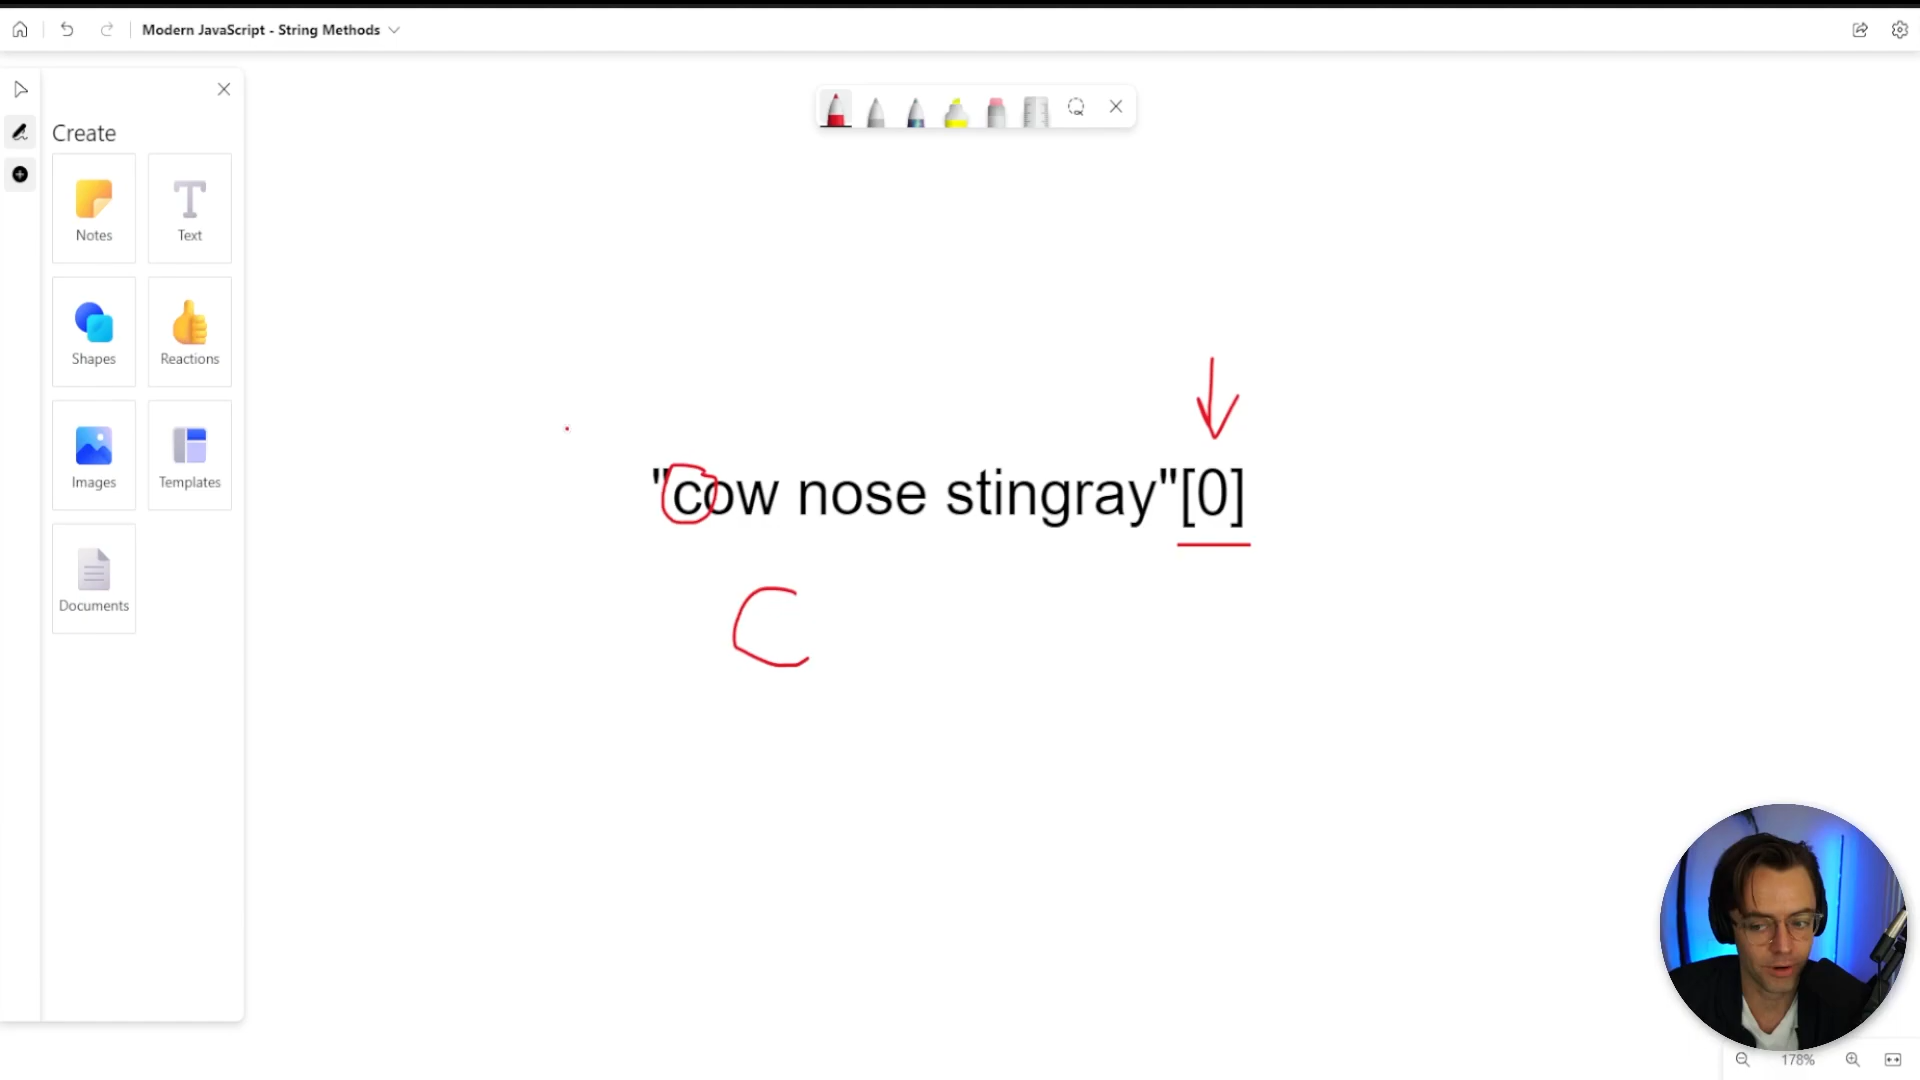 Modern JavaScript - String Methods
Create
Notes
Text
Shapes
Reactions
Images
Templates
Documents
"cow nose stingray"[0]
C
178%